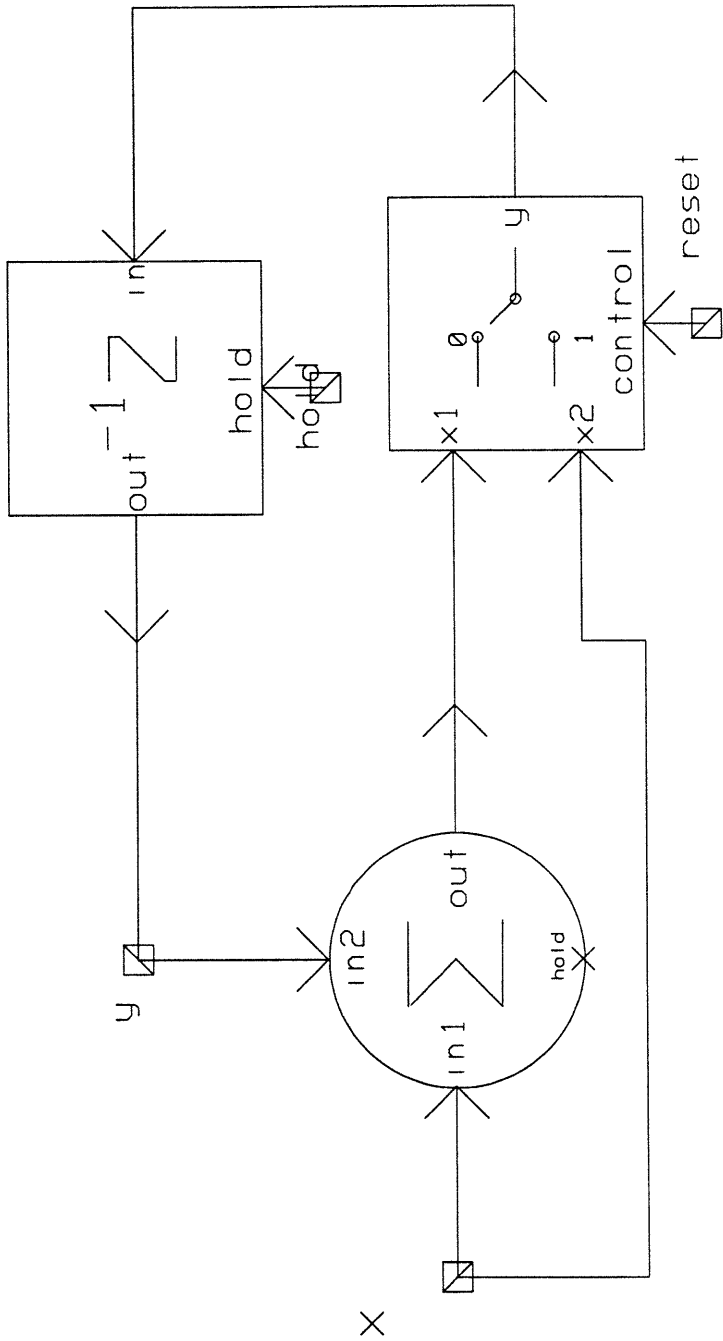 out
-1
Z
in
hold
hold
y
in2
in1
Σ
out
hold
x1
0
y
x2
1
control
reset
x